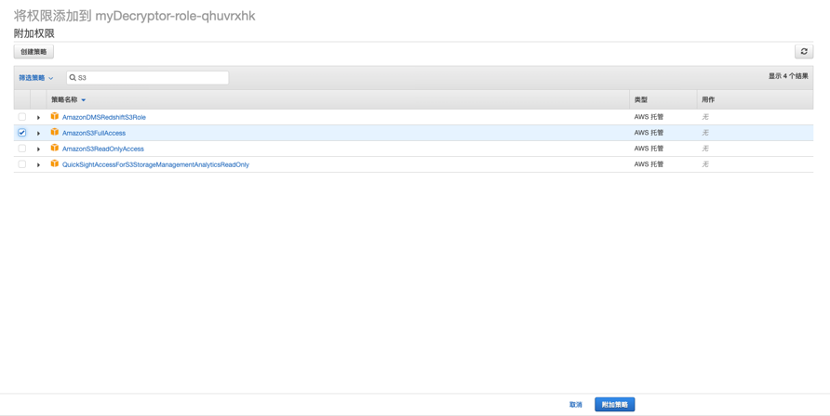 将权限添加到 myDecryptor-role-qhuvrxhk
附加权限
创建策略
筛选策略 S3 显示 4 个结果
策略名称 类型 用作
AmazonDMSRedshiftS3Role AWS 托管 无
AmazonS3FullAccess AWS 托管 无
AmazonS3ReadOnlyAccess AWS 托管 无
QuickSightAccessForS3StorageManagementAnalyticsReadOnly AWS 托管 无
取消 附加策略